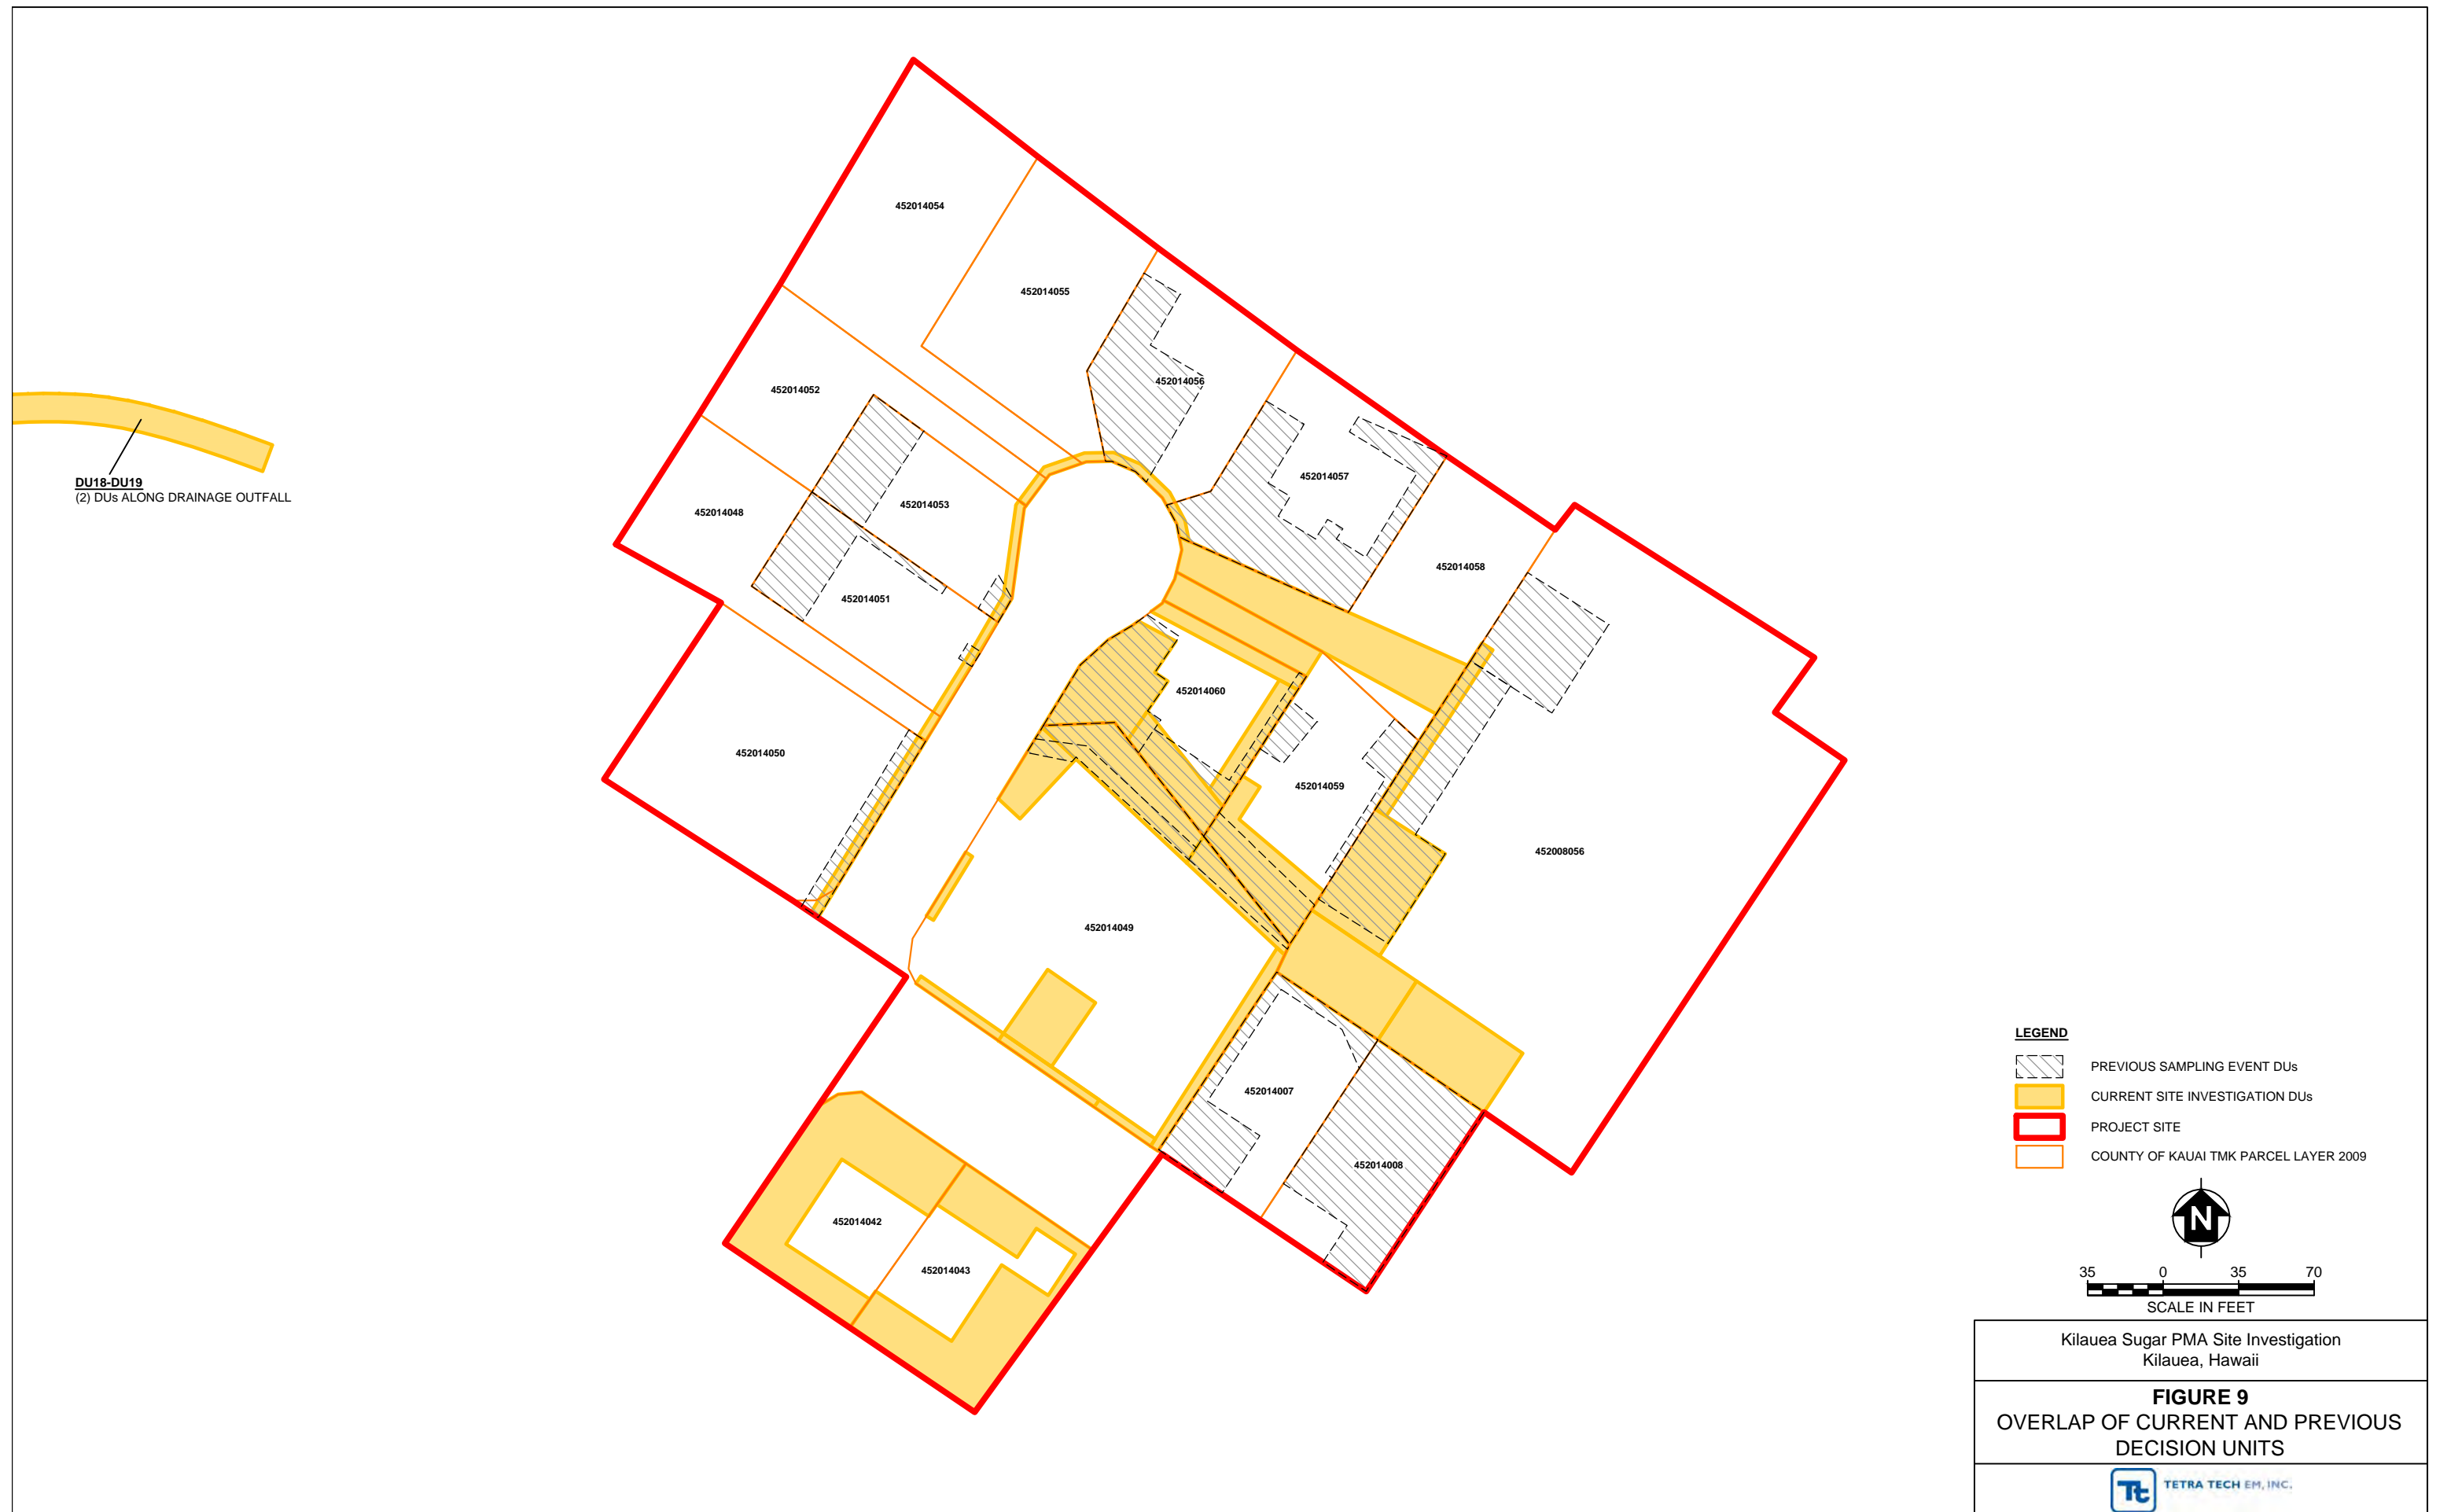 452014054
452014055
452014056
452014052
452014057
452014053
452014048
DU18-DU19
(2) DUs ALONG DRAINAGE OUTFALL
452014058
452014051
452014060
452014050
452014059
452008056
452014049
452014007
452014008
452014042
452014043
LEGEND
PREVIOUS SAMPLING EVENT DUs
CURRENT SITE INVESTIGATION DUs
PROJECT SITE
COUNTY OF KAUAI TMK PARCEL LAYER 2009
N
35 0 35 70
SCALE IN FEET
Kilauea Sugar PMA Site Investigation
Kilauea, Hawaii
FIGURE 9
OVERLAP OF CURRENT AND PREVIOUS
DECISION UNITS
Tt TETRA TECH EM, INC.